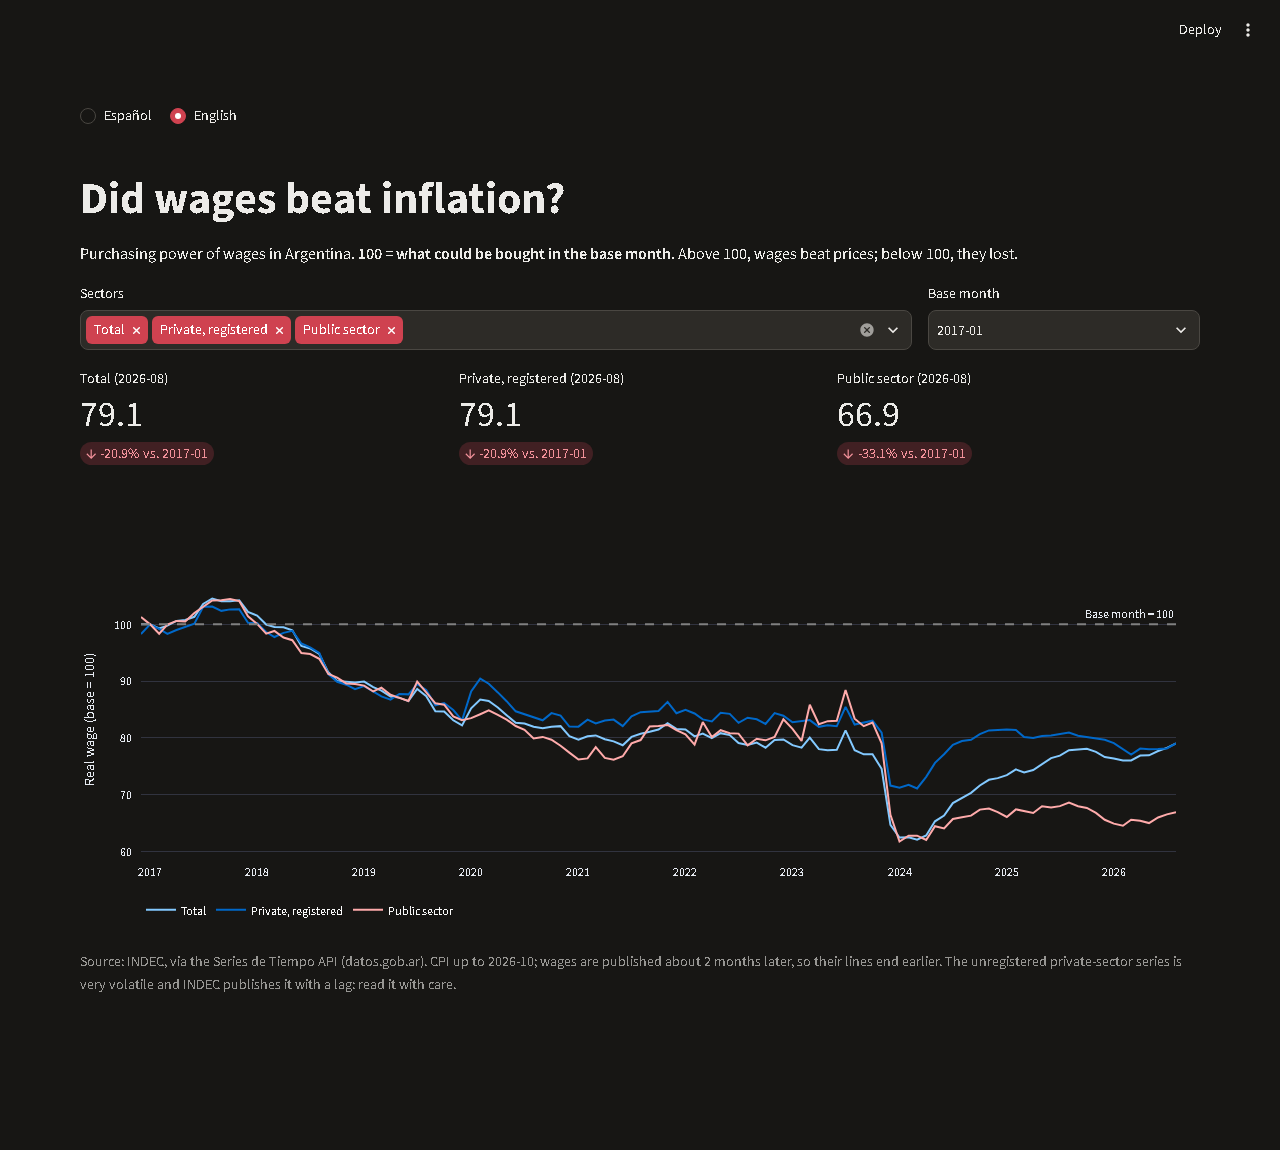 Deploy
Español
English
Did wages beat inflation?
Purchasing power of wages in Argentina. 100 = what could be bought in the base month. Above 100, wages beat prices; below 100, they lost.
Sectors
Base month
Total
Private, registered
Public sector
2017-01
Total (2026-08)
Private, registered (2026-08)
Public sector (2026-08)
79.1
79.1
66.9
↓ -20.9% vs. 2017-01
↓ -20.9% vs. 2017-01
↓ -33.1% vs. 2017-01
Base month = 100
Real wage (base = 100)
100
90
80
70
60
2017
2018
2019
2020
2021
2022
2023
2024
2025
2026
Total
Private, registered
Public sector
Source: INDEC, via the Series de Tiempo API (datos.gob.ar). CPI up to 2026-10; wages are published about 2 months later, so their lines end earlier. The unregistered private-sector series is
very volatile and INDEC publishes it with a lag: read it with care.